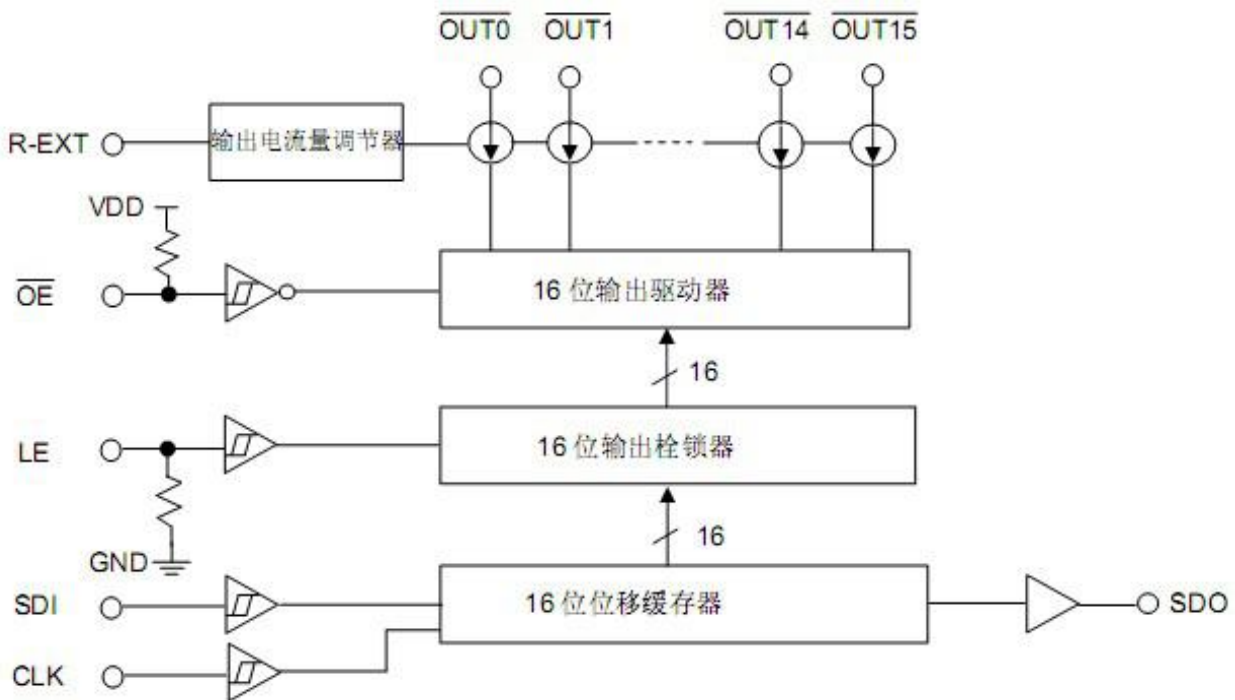 OUT0 OUT1 OUT14 OUT15
R-EXT 输出电流量调节器
VDD
OE 16 位输出驱动器
16
LE 16 位输出栓锁器
16
GND
SDI 16 位位移缓存器 SDO
CLK